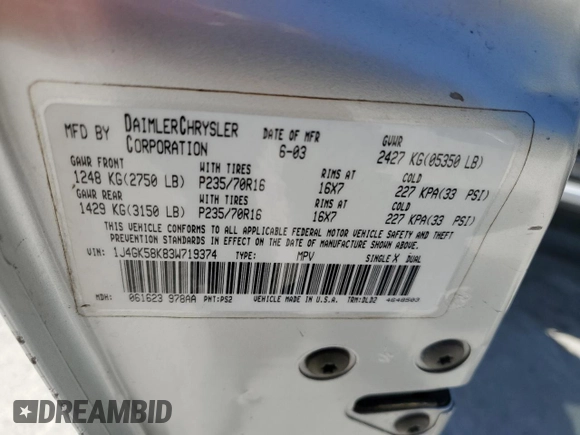 MFD BY DAIMLERCHRYSLER CORPORATION
DATE OF MFR 6-03
GVWR 2427 KG(05350 LB)
GAWR FRONT WITH TIRES RIMS AT COLD
1248 KG(2750 LB) P235/70R16 16X7 227 KPA(33 PSI)
GAWR REAR WITH TIRES RIMS AT COLD
1429 KG(3150 LB) P235/70R16 16X7 227 KPA(33 PSI)
THIS VEHICLE CONFORMS TO ALL APPLICABLE FEDERAL MOTOR VEHICLE SAFETY AND THEFT
PREVENTION STANDARDS IN EFFECT ON THE DATE OF MANUFACTURE SHOWN ABOVE.
VIN: 1J4GK58K83W719374 TYPE: MPV SINGLE X DUAL
MDH: 061623 978AA PNT:PS2 VEHICLE MADE IN U.S.A. TRM:DLD2 4648503
DREAMBID